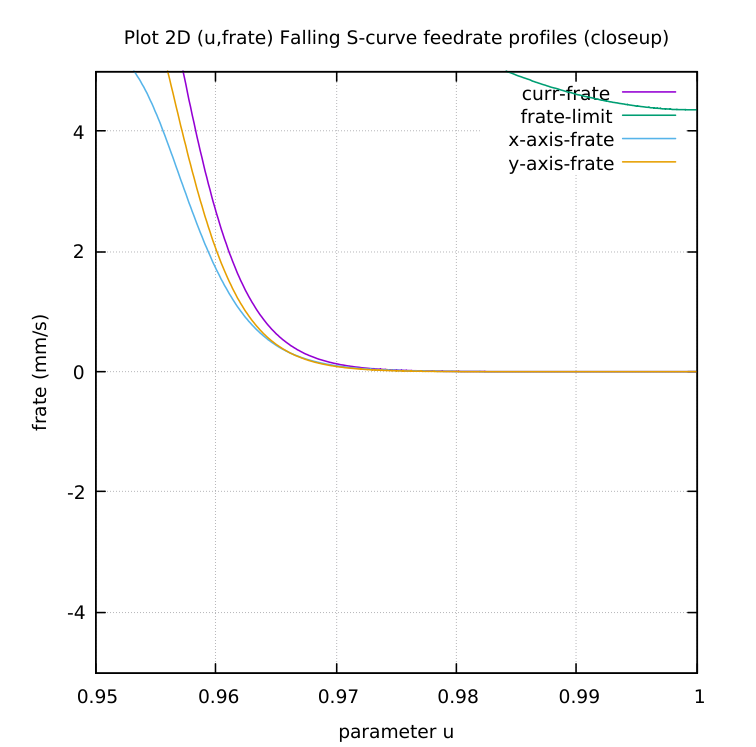 Plot 2D (u,frate) Falling S-curve feedrate profiles (closeup)
curr-frate
frate-limit
x-axis-frate
y-axis-frate
4
2
0
-2
-4
frate (mm/s)
0.95 0.96 0.97 0.98 0.99 1
parameter u